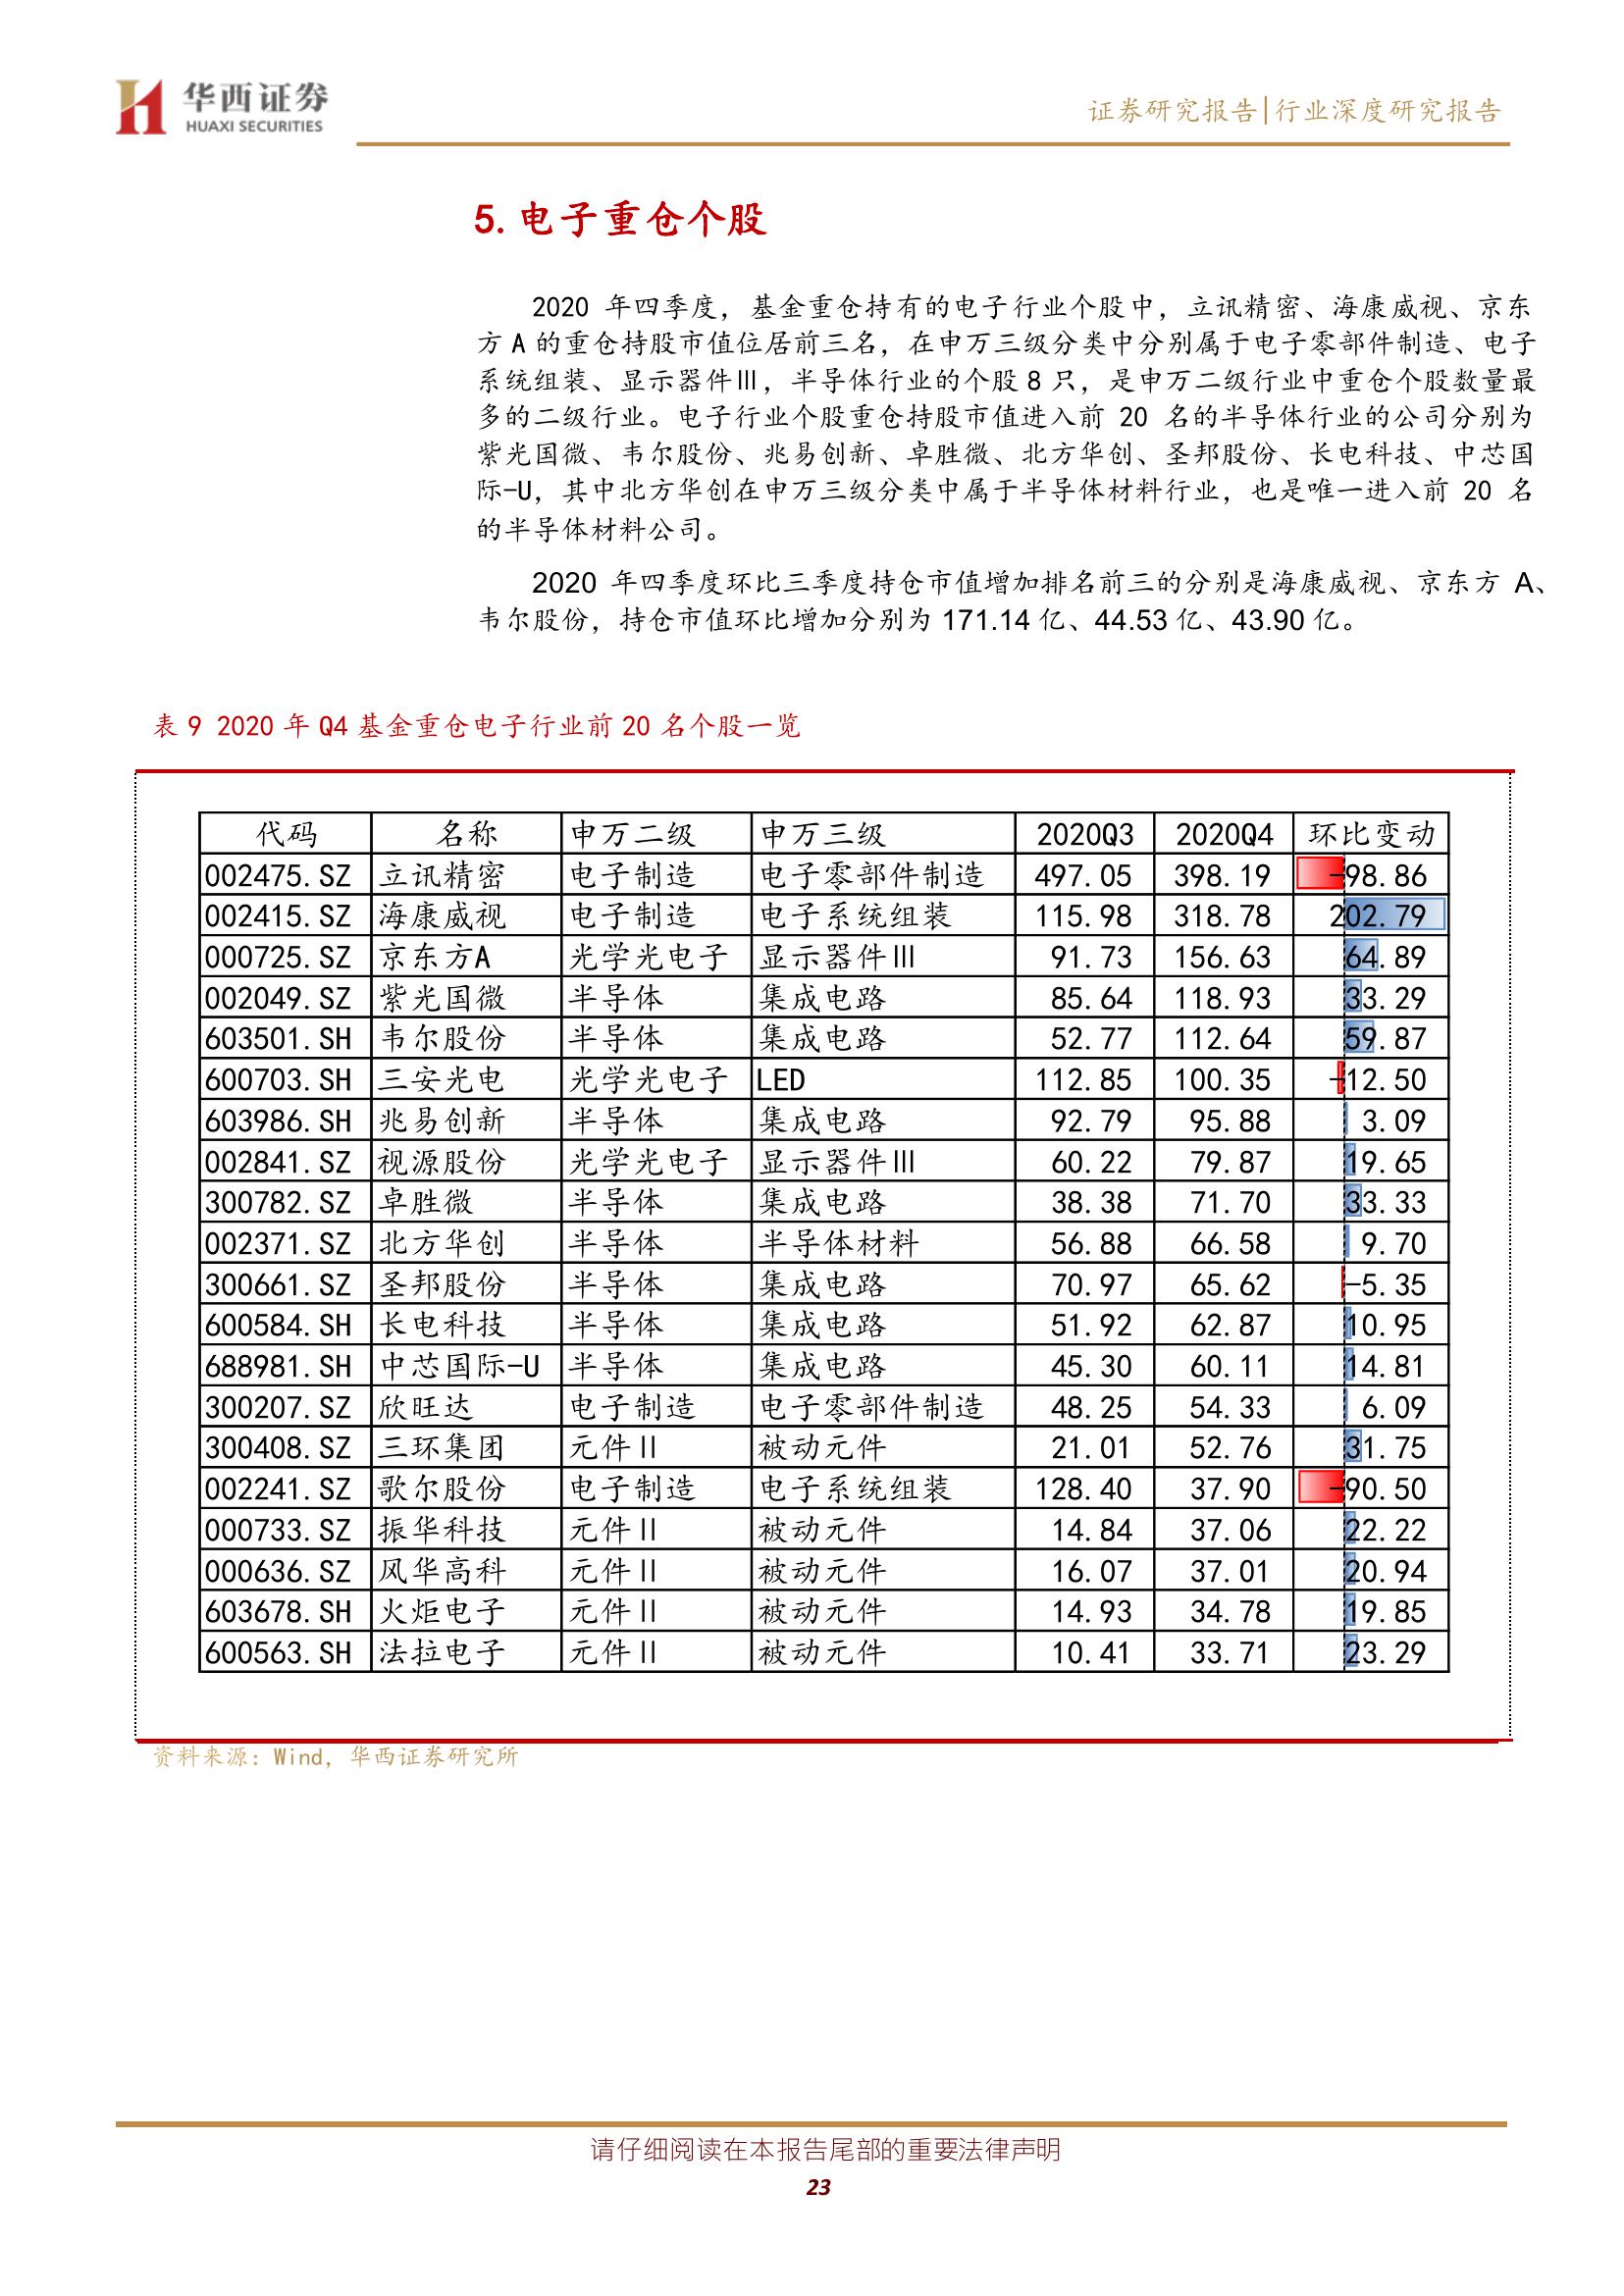 华西证券
HUAXI SECURITIES
证券研究报告|行业深度研究报告
5.电子重仓个股
2020 年四季度，基金重仓持有的电子行业个股中，立讯精密、海康威视、京东
方 A 的重仓持股市值位居前三名，在申万三级分类中分别属于电子零部件制造、电子
系统组装、显示器件Ⅲ，半导体行业的个股 8 只，是申万二级行业中重仓个股数量最
多的二级行业。电子行业个股重仓持股市值进入前 20 名的半导体行业的公司分别为
紫光国微、韦尔股份、兆易创新、卓胜微、北方华创、圣邦股份、长电科技、中芯国
际-U，其中北方华创在申万三级分类中属于半导体材料行业，也是唯一进入前 20 名
的半导体材料公司。
2020 年四季度环比三季度持仓市值增加排名前三的分别是海康威视、京东方 A、
韦尔股份，持仓市值环比增加分别为 171.14 亿、44.53 亿、43.90 亿。
表 9 2020 年 Q4 基金重仓电子行业前 20 名个股一览
代码 名称 申万二级 申万三级 2020Q3 2020Q4 环比变动
002475.SZ 立讯精密 电子制造 电子零部件制造 497.05 398.19 -98.86
002415.SZ 海康威视 电子制造 电子系统组装 115.98 318.78 202.79
000725.SZ 京东方A 光学光电子 显示器件Ⅲ 91.73 156.63 64.89
002049.SZ 紫光国微 半导体 集成电路 85.64 118.93 33.29
603501.SH 韦尔股份 半导体 集成电路 52.77 112.64 59.87
600703.SH 三安光电 光学光电子 LED 112.85 100.35 -12.50
603986.SH 兆易创新 半导体 集成电路 92.79 95.88 3.09
002841.SZ 视源股份 光学光电子 显示器件Ⅲ 60.22 79.87 19.65
300782.SZ 卓胜微 半导体 集成电路 38.38 71.70 33.33
002371.SZ 北方华创 半导体 半导体材料 56.88 66.58 9.70
300661.SZ 圣邦股份 半导体 集成电路 70.97 65.62 -5.35
600584.SH 长电科技 半导体 集成电路 51.92 62.87 10.95
688981.SH 中芯国际-U 半导体 集成电路 45.30 60.11 14.81
300207.SZ 欣旺达 电子制造 电子零部件制造 48.25 54.33 6.09
300408.SZ 三环集团 元件Ⅱ 被动元件 21.01 52.76 31.75
002241.SZ 歌尔股份 电子制造 电子系统组装 128.40 37.90 -90.50
000733.SZ 振华科技 元件Ⅱ 被动元件 14.84 37.06 22.22
000636.SZ 风华高科 元件Ⅱ 被动元件 16.07 37.01 20.94
603678.SH 火炬电子 元件Ⅱ 被动元件 14.93 34.78 19.85
600563.SH 法拉电子 元件Ⅱ 被动元件 10.41 33.71 23.29
资料来源：Wind，华西证券研究所
请仔细阅读在本报告尾部的重要法律声明
23